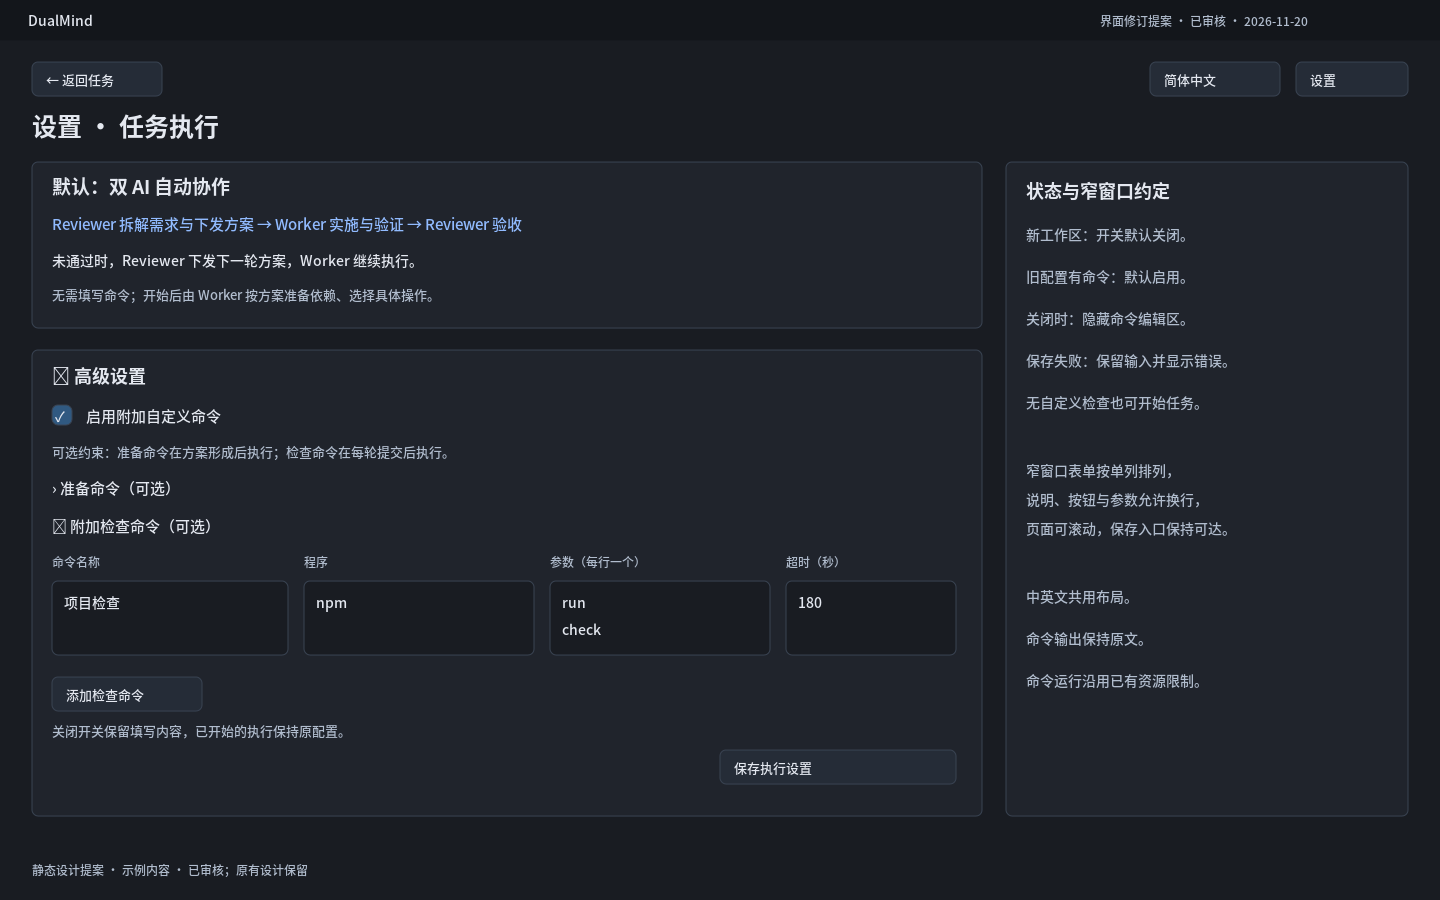 DualMind
界面修订提案 · 已审核 · 2026-11-20
← 返回任务
简体中文
设置
设置 · 任务执行
默认：双 AI 自动协作
Reviewer 拆解需求与下发方案 → Worker 实施与验证 → Reviewer 验收
未通过时，Reviewer 下发下一轮方案，Worker 继续执行。
无需填写命令；开始后由 Worker 按方案准备依赖、选择具体操作。
高级设置
✓ 启用附加自定义命令
可选约束：准备命令在方案形成后执行；检查命令在每轮提交后执行。
› 准备命令（可选）
附加检查命令（可选）
命令名称
程序
参数（每行一个）
超时（秒）
项目检查
npm
run
check
180
添加检查命令
关闭开关保留填写内容，已开始的执行保持原配置。
保存执行设置
状态与窄窗口约定
新工作区：开关默认关闭。
旧配置有命令：默认启用。
关闭时：隐藏命令编辑区。
保存失败：保留输入并显示错误。
无自定义检查也可开始任务。
窄窗口表单按单列排列，
说明、按钮与参数允许换行，
页面可滚动，保存入口保持可达。
中英文共用布局。
命令输出保持原文。
命令运行沿用已有资源限制。
静态设计提案 · 示例内容 · 已审核；原有设计保留